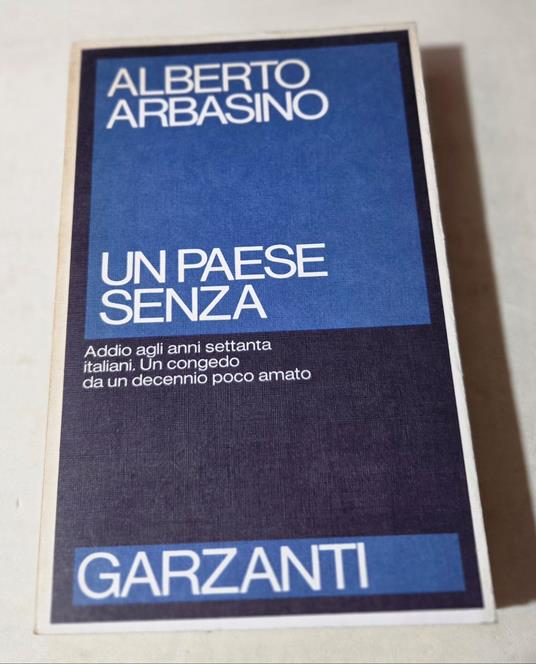 ALBERTO
ARBASINO
UN PAESE
SENZA
Addio agli anni settanta
italiani. Un congedo
da un decennio poco amato
GARZANTI